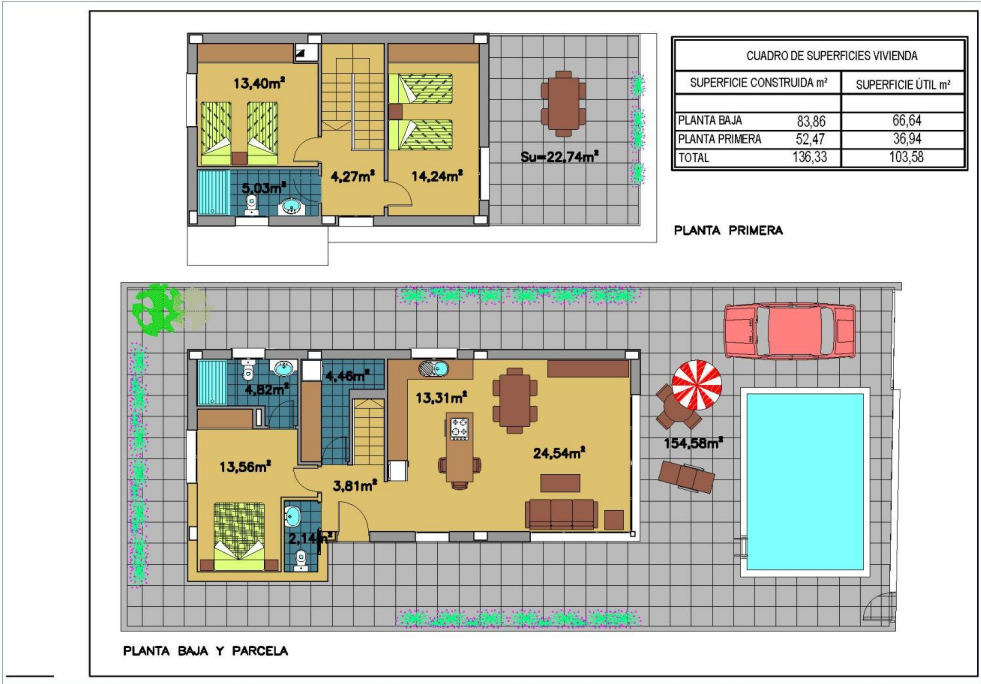 CUADRO DE SUPERFICIES VIVIENDA
SUPERFICIE CONSTRUIDA m² SUPERFICIE ÚTIL m²
PLANTA BAJA 83,86 66,64
PLANTA PRIMERA 52,47 36,94
TOTAL 136,33 103,58
13,40m²
5,03m²
4,27m²
14,24m²
Su=22,74m²
PLANTA PRIMERA
4,82m²
4,46m²
13,31m²
13,56m²
3,81m²
24,54m²
2,14m²
154,58m²
PLANTA BAJA Y PARCELA